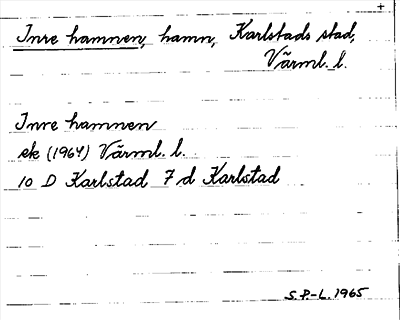 +
Inre hamnen, hamn, Karlstads stad,
Värml. l.
Inre hamnen
ek (1964) Värml. l.
10 D Karlstad 7 d Karlstad
S.P.-L. 1965